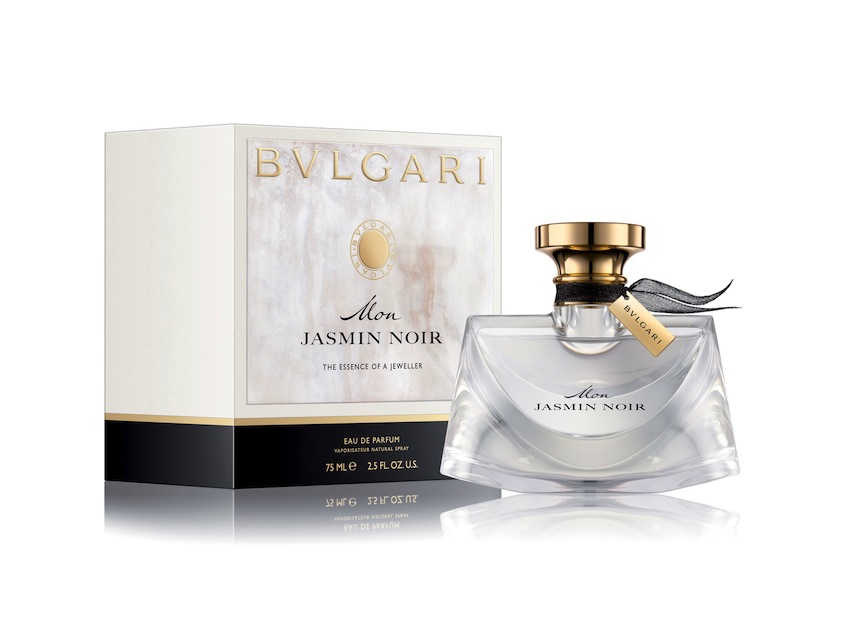 BVLGARI
BVLGARI • BVLGARI
Mon
JASMIN NOIR
THE ESSENCE OF A JEWELLER
EAU DE PARFUM
VAPORISATEUR NATURAL SPRAY
75 ML ℮ 2.5 FL. OZ. U.S.
BVLGARI
Mon
JASMIN NOIR